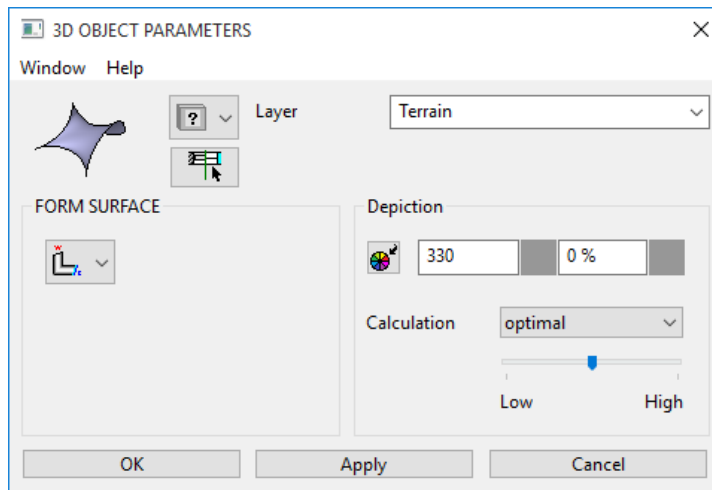 3D OBJECT PARAMETERS
Window Help
Layer Terrain
FORM SURFACE
Depiction
330 0 %
Calculation optimal
Low High
OK Apply Cancel